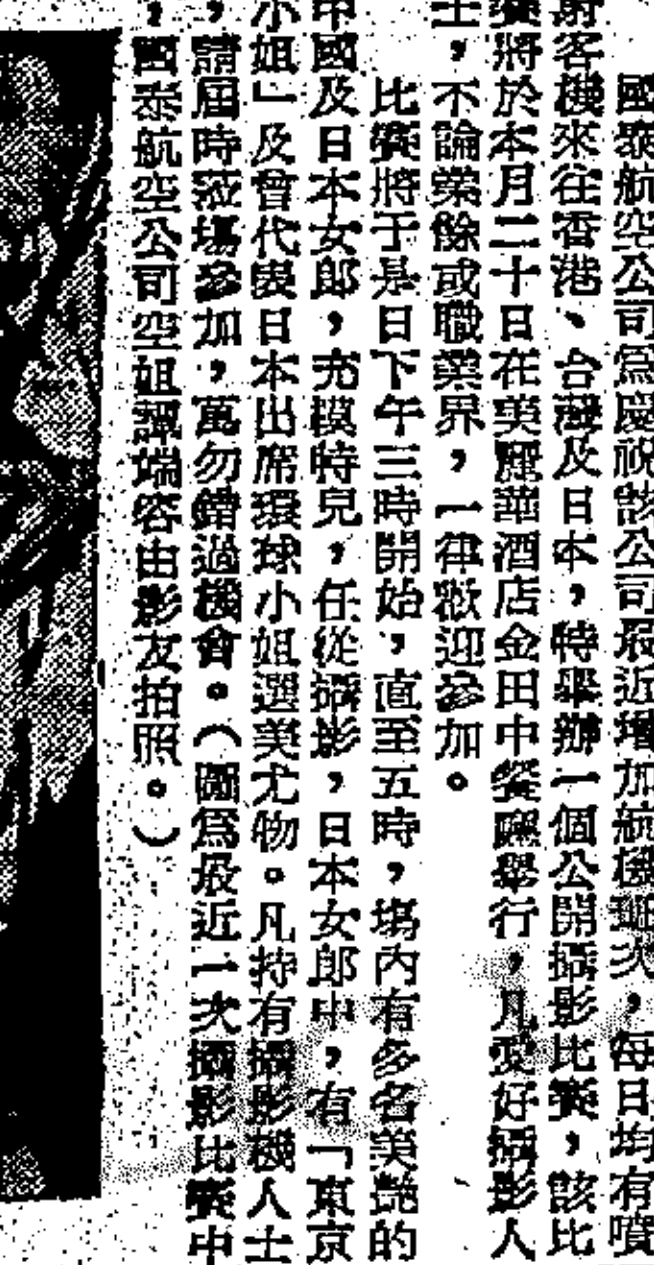 國泰航空公司爲慶祝該公司最近增加航機班次，每日均有噴
射客機來往香港、台灣及日本，特舉辦一個公開攝影比賽，該比
賽將於本月二十日在美麗華酒店金田中餐廳舉行，凡愛好攝影人
士，不論業餘或職業界，一律歡迎參加。
比賽將于是日下午三時開始，直至五時，塲內有多名美艶的
中國及日本女郎，充模特兒，任從攝影，日本女郎中，有「東京
小姐」及曾代表日本出席環球小姐選美尤物。凡持有攝影機人士
，請屆時蒞塲參加，萬勿錯過機會。（圖爲最近一次攝影比賽中
，國泰航空公司空姐譚端容由影友拍照。）